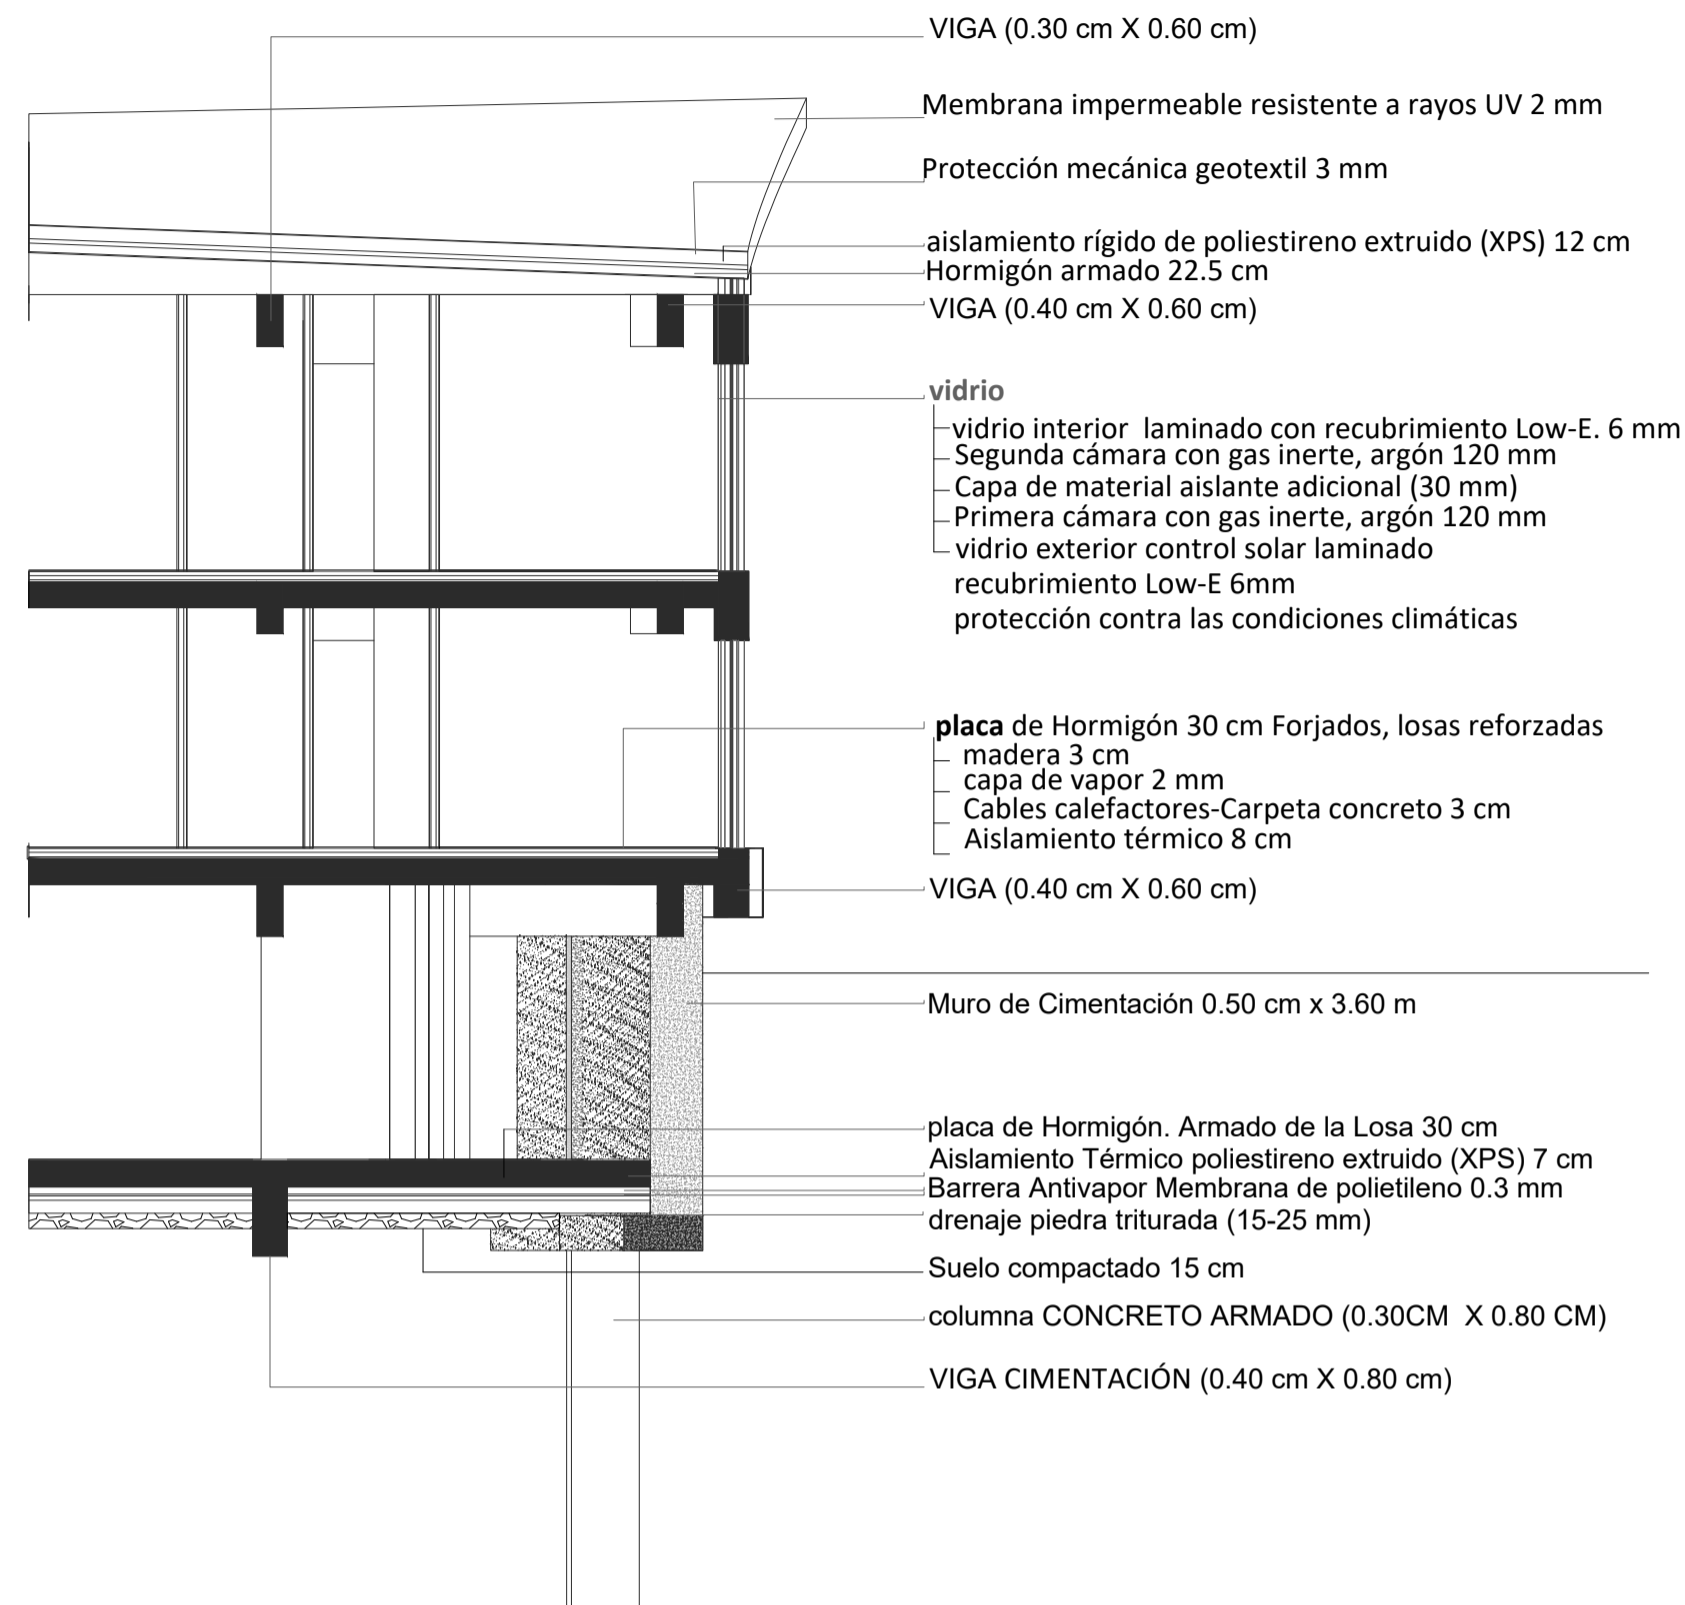 VIGA (0.30 cm X 0.60 cm)
Membrana impermeable resistente a rayos UV 2 mm
Protección mecánica geotextil 3 mm
aislamiento rígido de poliestireno extruido (XPS) 12 cm
Hormigón armado 22.5 cm
VIGA (0.40 cm X 0.60 cm)
vidrio
vidrio interior laminado con recubrimiento Low-E. 6 mm
Segunda cámara con gas inerte, argón 120 mm
Capa de material aislante adicional (30 mm)
Primera cámara con gas inerte, argón 120 mm
vidrio exterior control solar laminado
recubrimiento Low-E 6mm
protección contra las condiciones climáticas
placa de Hormigón 30 cm Forjados, losas reforzadas
madera 3 cm
capa de vapor 2 mm
Cables calefactores-Carpeta concreto 3 cm
Aislamiento térmico 8 cm
VIGA (0.40 cm X 0.60 cm)
Muro de Cimentación 0.50 cm x 3.60 m
placa de Hormigón. Armado de la Losa 30 cm
Aislamiento Térmico poliestireno extruido (XPS) 7 cm
Barrera Antivapor Membrana de polietileno 0.3 mm
drenaje piedra triturada (15-25 mm)
Suelo compactado 15 cm
columna CONCRETO ARMADO (0.30CM X 0.80 CM)
VIGA CIMENTACIÓN (0.40 cm X 0.80 cm)